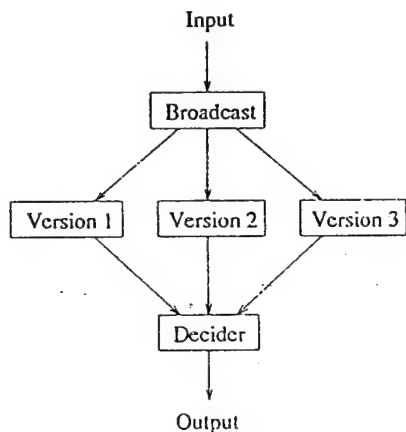 Input
Broadcast
Version 1 Version 2 Version 3
Decider
Output